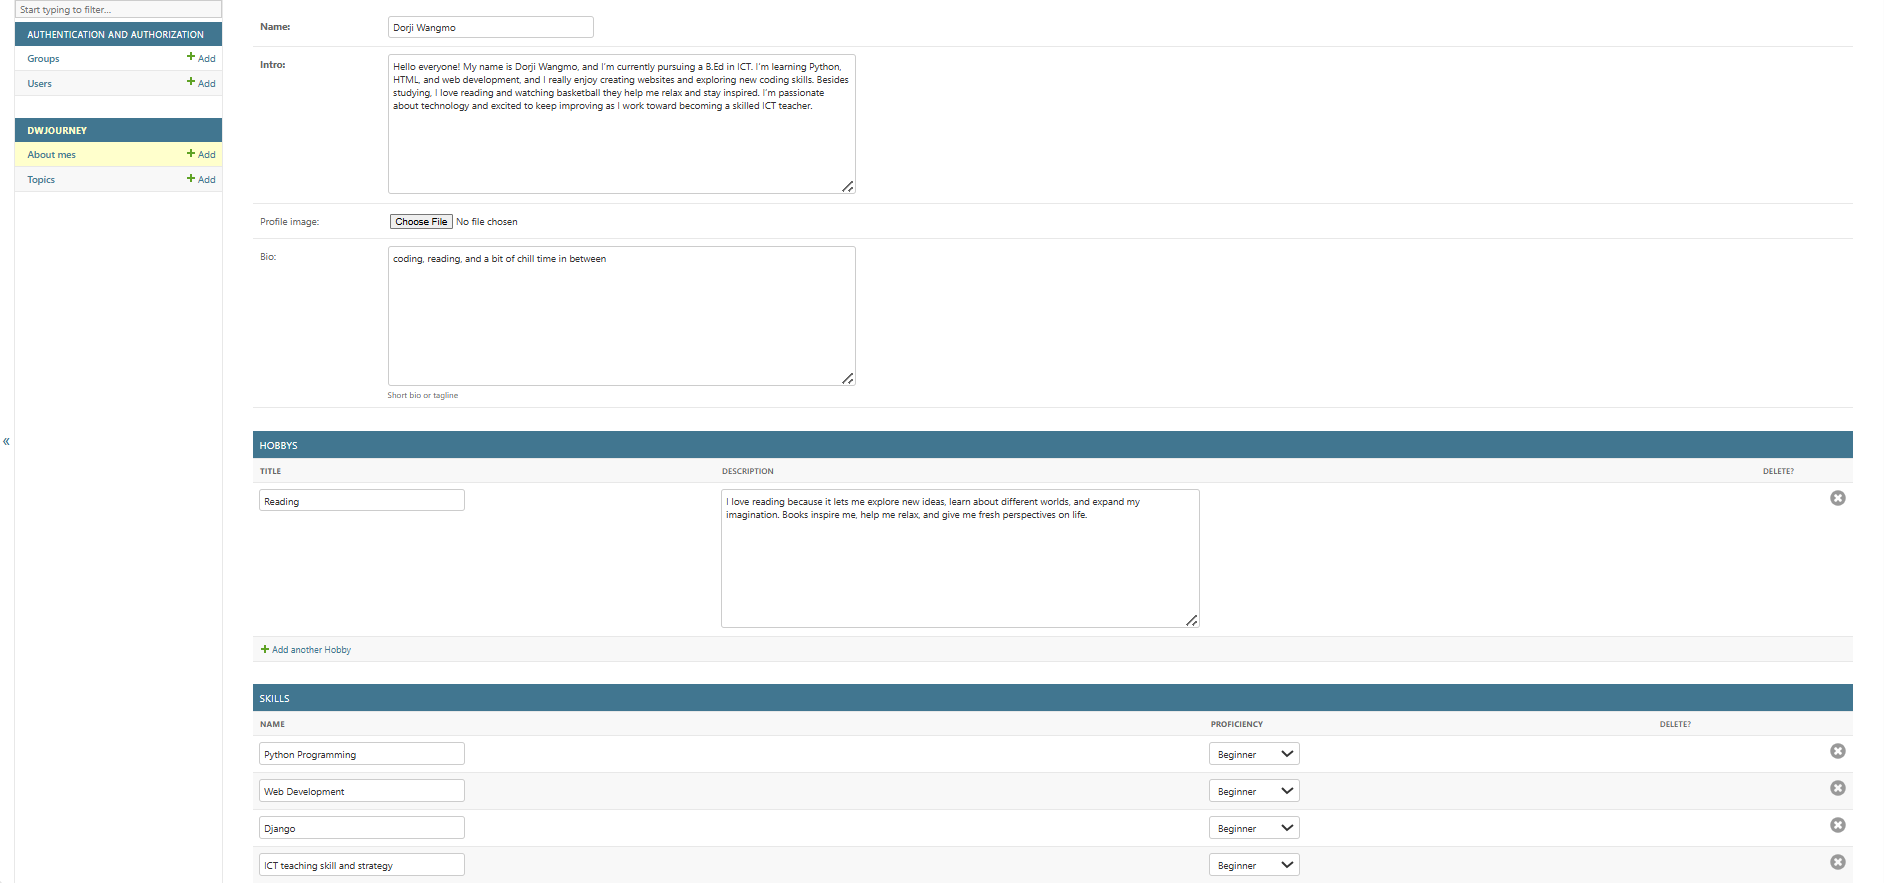 Start typing to filter...
AUTHENTICATION AND AUTHORIZATION
Groups + Add
Users + Add
DWJOURNEY
About mes + Add
Topics + Add
«
Name: Dorji Wangmo
Intro: Hello everyone! My name is Dorji Wangmo, and I'm currently pursuing a B.Ed in ICT. I'm learning Python,
HTML, and web development, and I really enjoy creating websites and exploring new coding skills. Besides
studying, I love reading and watching basketball they help me relax and stay inspired. I'm passionate
about technology and excited to keep improving as I work toward becoming a skilled ICT teacher.
Profile image: Choose File No file chosen
Bio: coding, reading, and a bit of chill time in between
Short bio or tagline
HOBBYS
TITLE DESCRIPTION DELETE?
Reading I love reading because it lets me explore new ideas, learn about different worlds, and expand my
imagination. Books inspire me, help me relax, and give me fresh perspectives on life.
+ Add another Hobby
SKILLS
NAME PROFICIENCY DELETE?
Python Programming Beginner
Web Development Beginner
Django Beginner
ICT teaching skill and strategy Beginner